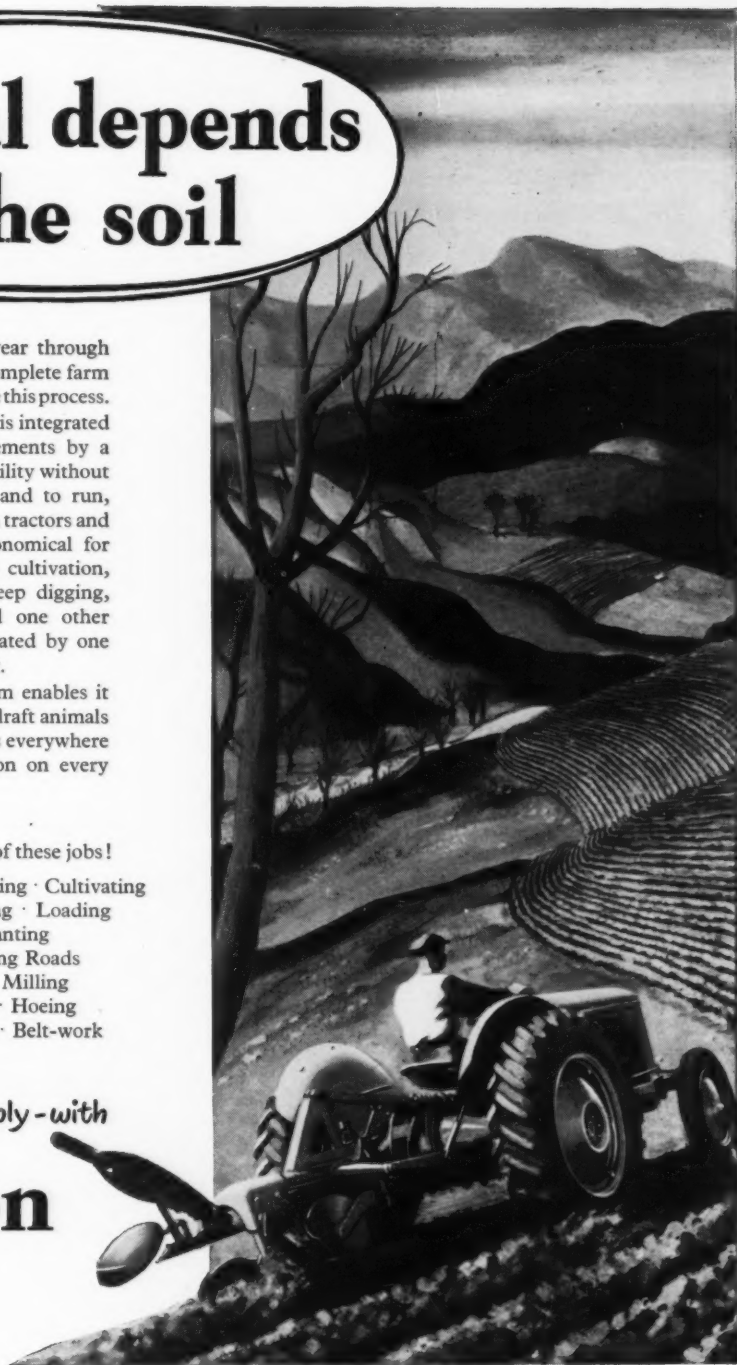 l depends
he soil
ear through
mplete farm
this process.
is integrated
ements by a
ility without
and to run,
tractors and
nomical for
cultivation,
eep digging,
one other
ated by one
m enables it
draft animals
everywhere
on on every
of these jobs!
ing · Cultivating
g · Loading
anting
ng Roads
Milling
· Hoeing
· Belt-work
ply - with
n